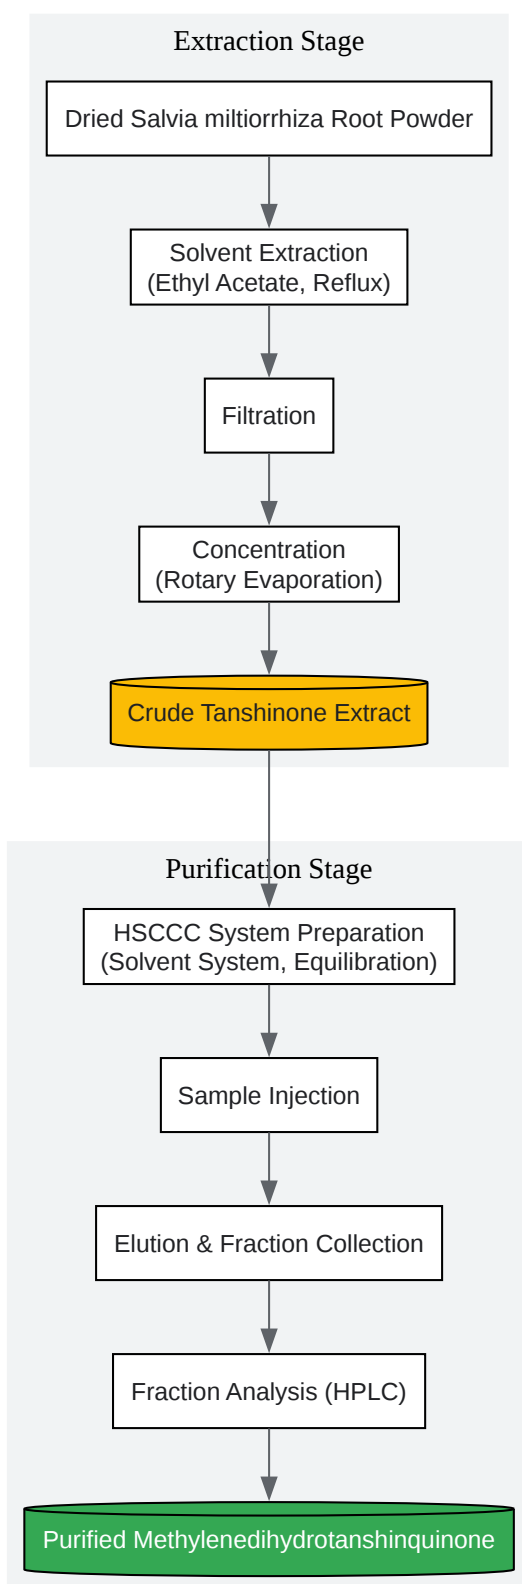 Extraction Stage
Dried Salvia miltiorrhiza Root Powder
Solvent Extraction
(Ethyl Acetate, Reflux)
Filtration
Concentration
(Rotary Evaporation)
Crude Tanshinone Extract
Purification Stage
HSCCC System Preparation
(Solvent System, Equilibration)
Sample Injection
Elution & Fraction Collection
Fraction Analysis (HPLC)
Purified Methylenedihydrotanshinquinone